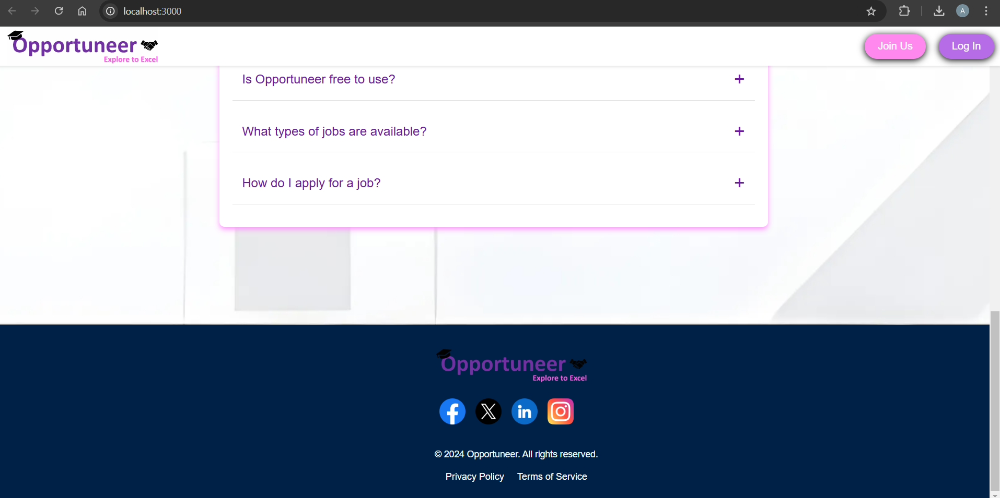 localhost:3000
A
Opportuneer
Explore to Excel
Join Us
Log In
Is Opportuneer free to use?
+
What types of jobs are available?
+
How do I apply for a job?
+
Opportuneer
Explore to Excel
f X in
© 2024 Opportuneer. All rights reserved.
Privacy Policy Terms of Service